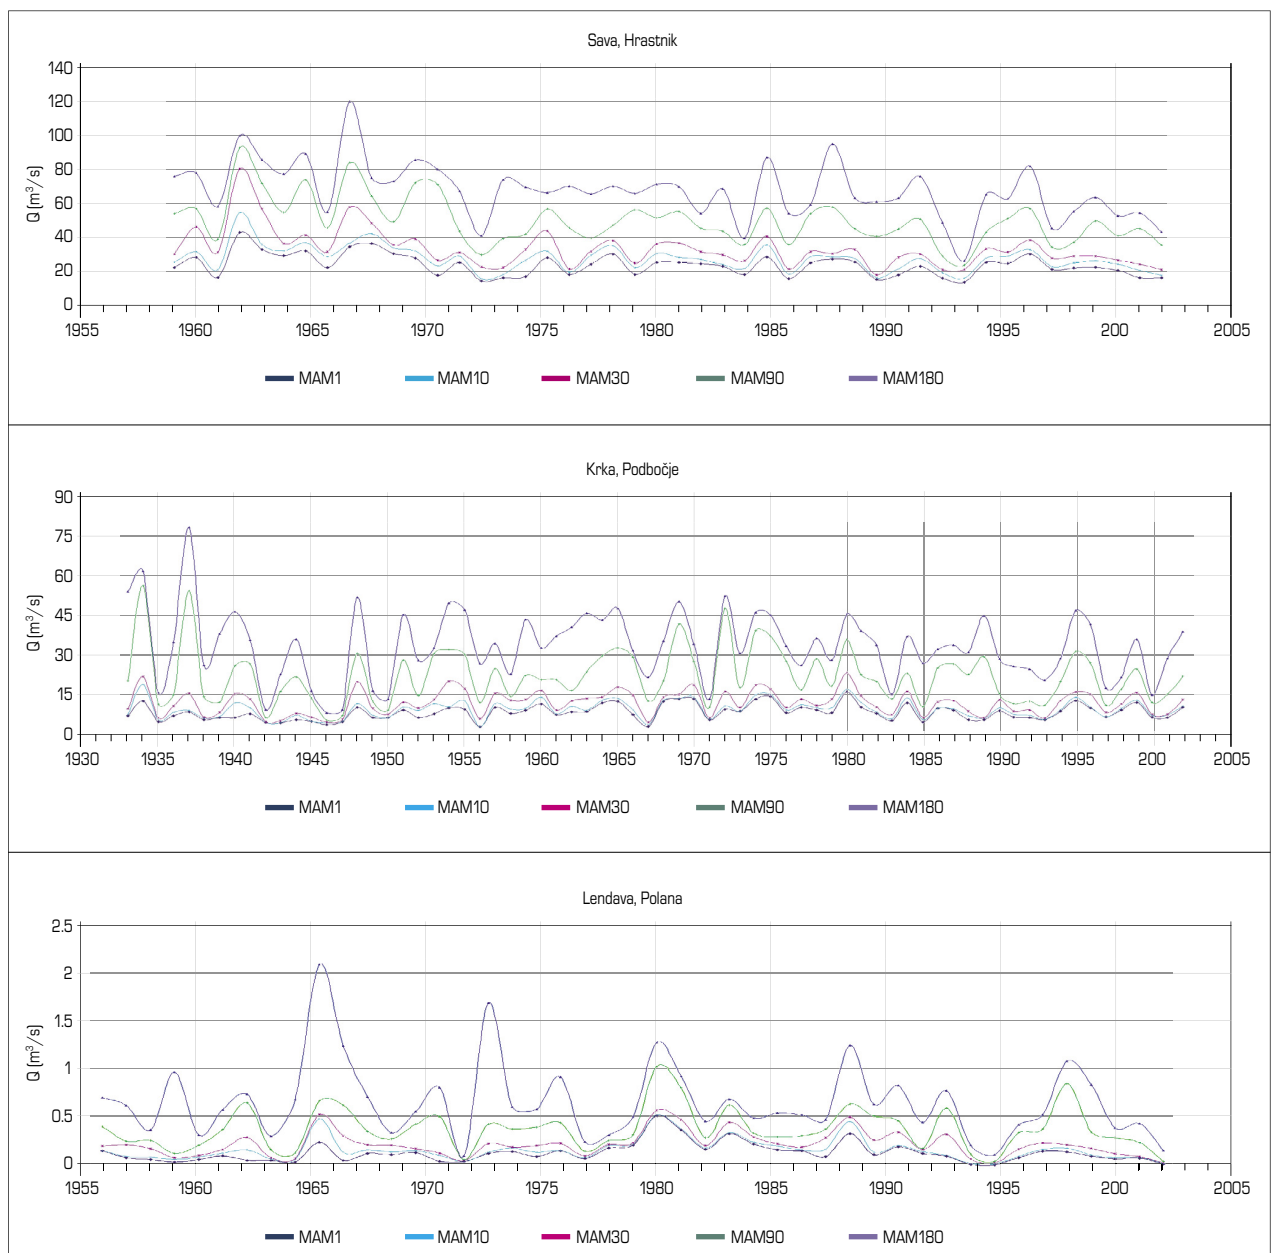 Sava, Hrastnik
Q (m³/s)
140
120
100
80
60
40
20
0
1955 1960 1965 1970 1975 1980 1985 1990 1995 200 2005
MAM1 MAM10 MAM30 MAM90 MAM180
Krka, Podbočje
Q (m³/s)
90
75
60
45
30
15
0
1930 1935 1940 1945 1950 1955 1960 1965 1970 1975 1980 1985 1990 1995 200 2005
MAM1 MAM10 MAM30 MAM90 MAM180
Lendava, Polana
Q (m³/s)
2.5
2
1.5
1
0.5
0
1955 1960 1965 1970 1975 1980 1985 1990 1995 200 2005
MAM1 MAM10 MAM30 MAM90 MAM180